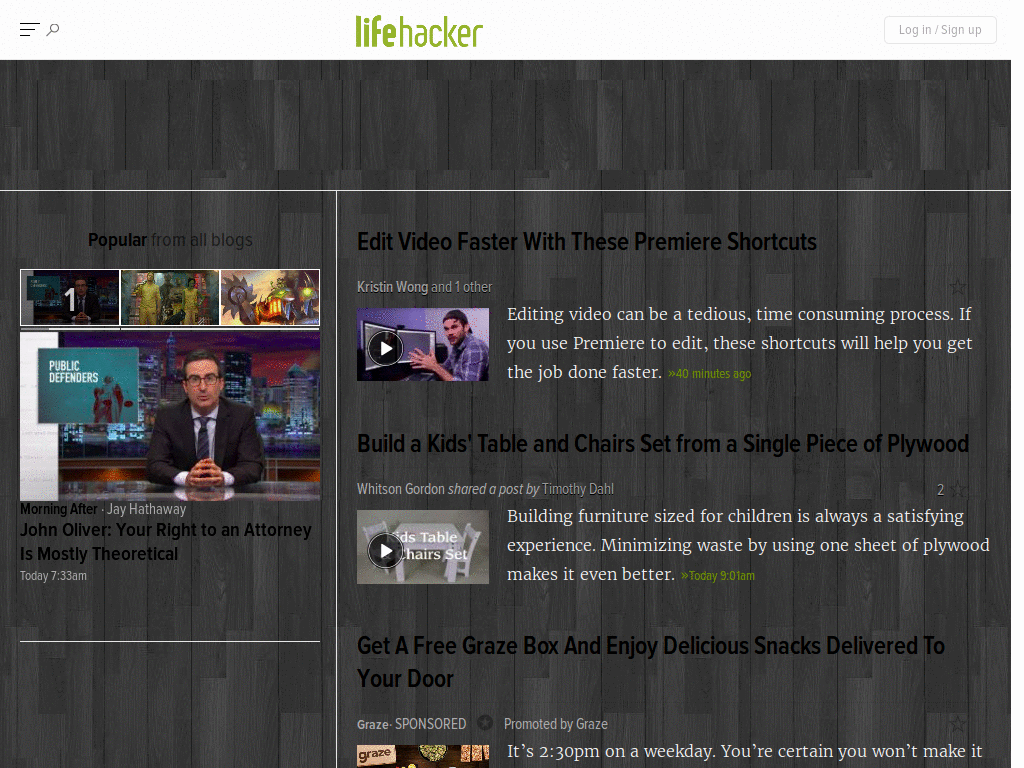 lifehacker
Log in / Sign up
Popular from all blogs
1
PUBLIC
DEFENDERS
Morning After · Jay Hathaway
John Oliver: Your Right to an Attorney
Is Mostly Theoretical
Today 7:33am
Edit Video Faster With These Premiere Shortcuts
Kristin Wong and 1 other
Editing video can be a tedious, time consuming process. If
you use Premiere to edit, these shortcuts will help you get
the job done faster. »40 minutes ago
Build a Kids' Table and Chairs Set from a Single Piece of Plywood
Whitson Gordon shared a post by Timothy Dahl
2
ds Table
Chairs Set
Building furniture sized for children is always a satisfying
experience. Minimizing waste by using one sheet of plywood
makes it even better. »Today 9:01am
Get A Free Graze Box And Enjoy Delicious Snacks Delivered To
Your Door
Graze- SPONSORED Promoted by Graze
graze
It's 2:30pm on a weekday. You're certain you won't make it